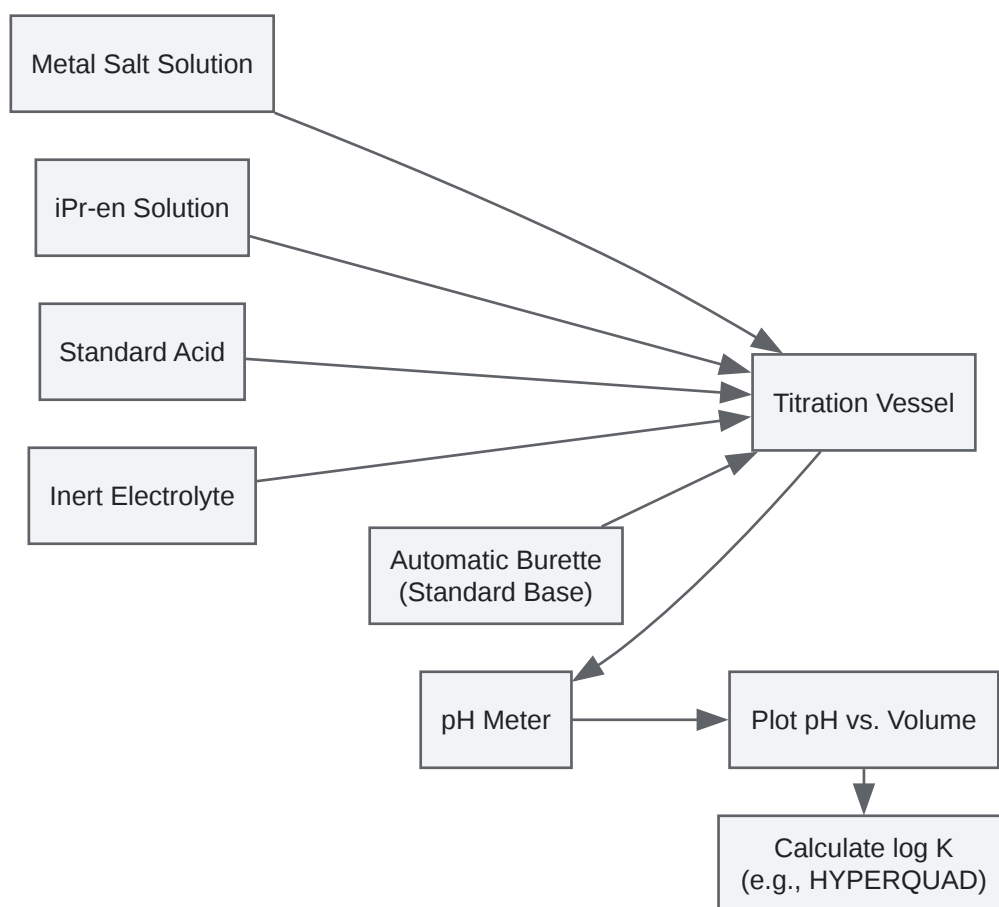 Metal Salt Solution
iPr-en Solution
Standard Acid
Titration Vessel
Inert Electrolyte
Automatic Burette
(Standard Base)
pH Meter
Plot pH vs. Volume
Calculate log K
(e.g., HYPERQUAD)